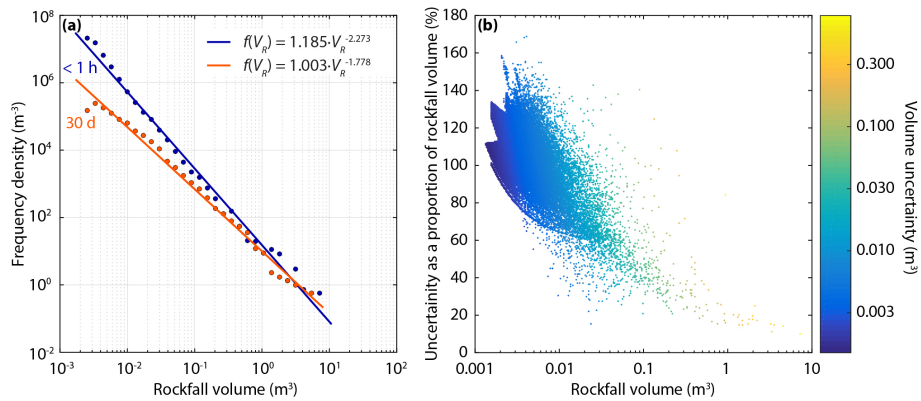 (a)
f(V_R) = 1.185·V_R^-2.273
f(V_R) = 1.003·V_R^-1.778
< 1 h
30 d
Frequency density (m^-3)
10^8
10^6
10^4
10^2
10^0
10^-2
10^-3
10^-2
10^-1
10^0
10^1
10^2
Rockfall volume (m^3)
(b)
Uncertainity as a proportion of rockfall volume (%)
180
160
140
120
100
80
60
40
20
0
0.001
0.01
0.1
1
10
Rockfall volume (m^3)
0.300
0.100
0.030
0.010
0.003
Volume uncertainty (m^3)